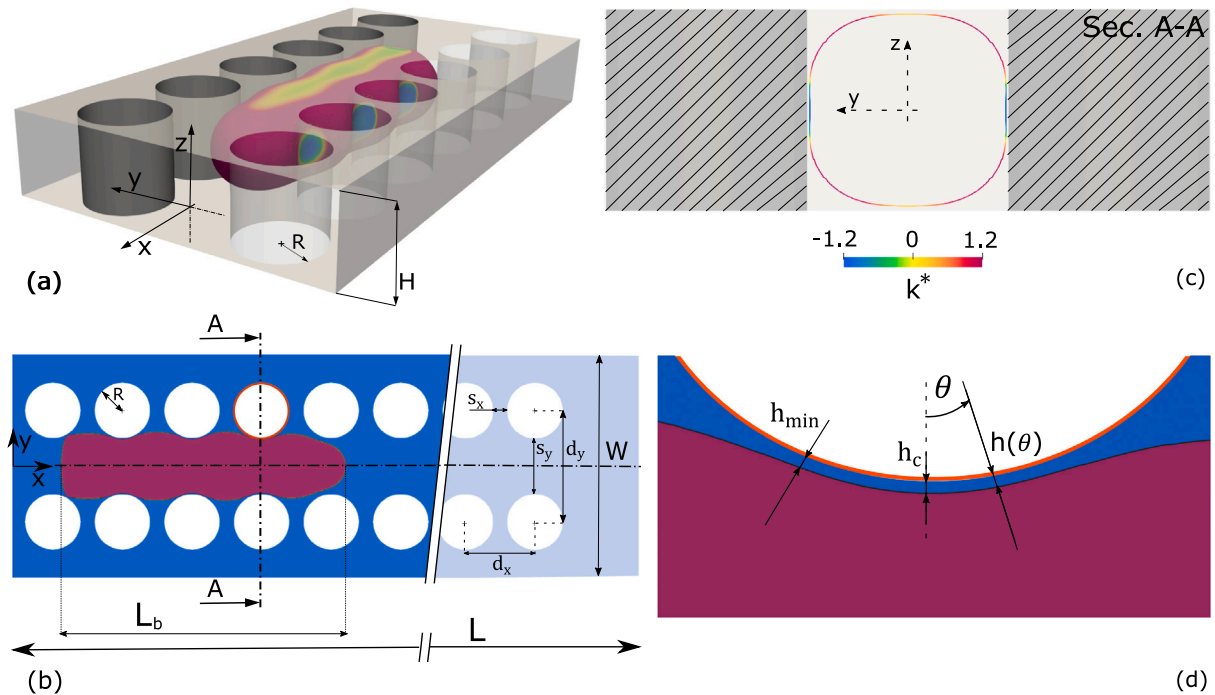 z
y
x
R
H
(a)
Sec. A-A
z
y
-1.2 0 1.2
k*
(c)
A
R
y
x
s_x
s_y
d_y
W
d_x
A
L_b
L
(b)
θ
h_min
h_c
h(θ)
(d)